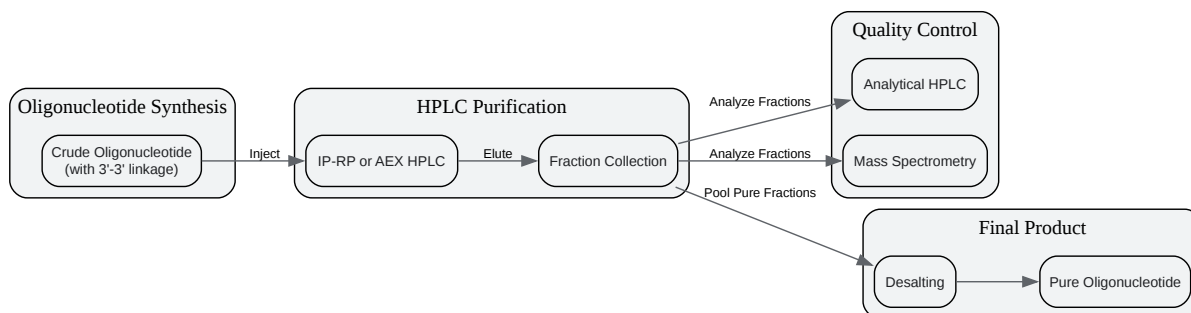 Oligonucleotide Synthesis
Crude Oligonucleotide
(with 3'-3' linkage)
Inject
HPLC Purification
IP-RP or AEX HPLC
Elute
Fraction Collection
Analyze Fractions
Analyze Fractions
Pool Pure Fractions
Quality Control
Analytical HPLC
Mass Spectrometry
Final Product
Desalting
Pure Oligonucleotide